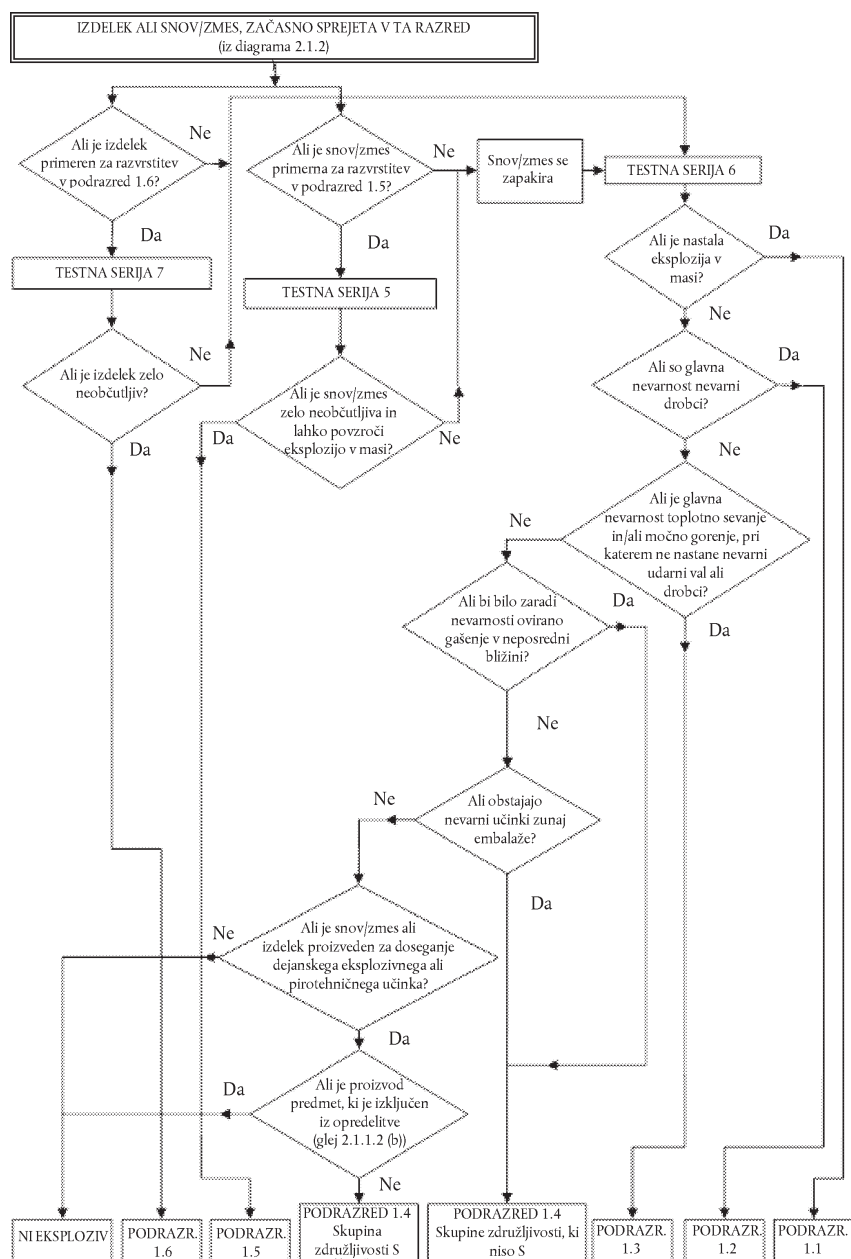 IZDELEK ALI SNOV/ZMES, ZAČASNO SPREJETA V TA RAZRED
(iz diagrama 2.1.2)
Ali je izdelek
primeren za razvrstitev
v podrazred 1.6?
Ne
Da
Ali je snov/zmes
primerna za razvrstitev
v podrazred 1.5?
Ne
Da
Snov/zmes se
zapakira
TESTNA SERIJA 6
TESTNA SERIJA 7
TESTNA SERIJA 5
Ali je nastala
eksplozija v
masi?
Da
Ne
Ali je izdelek zelo
neobčutljiv?
Ne
Da
Ali je snov/zmes
zelo neobčutljiva in
lahko povzroči
eksplozijo v masi?
Da
Ne
Ali so glavna
nevarnost nevarni
drobci?
Da
Ne
Ali je glavna
nevarnost toplotno sevanje
in/ali močno gorenje, pri
katerem ne nastane nevarni
udarni val ali
drobci?
Ne
Da
Ali bi bilo zaradi
nevarnosti ovirano
gašenje v neposredni
bližini?
Da
Ne
Ali obstajajo
nevarni učinki zunaj
embalaže?
Ne
Da
Ali je snov/zmes ali
izdelek proizveden za doseganje
dejanskega eksplozivnega ali
pirotehničnega učinka?
Ne
Da
Ali je proizvod
predmet, ki je izključen
iz opredelitve
(glej 2.1.1.2 (b))
Da
Ne
NI EKSPLOZIV
PODRAZR.
1.6
PODRAZR.
1.5
PODRAZRED 1.4
Skupina
združljivosti S
PODRAZRED 1.4
Skupine združljivosti, ki
niso S
PODRAZR.
1.3
PODRAZR.
1.2
PODRAZR.
1.1